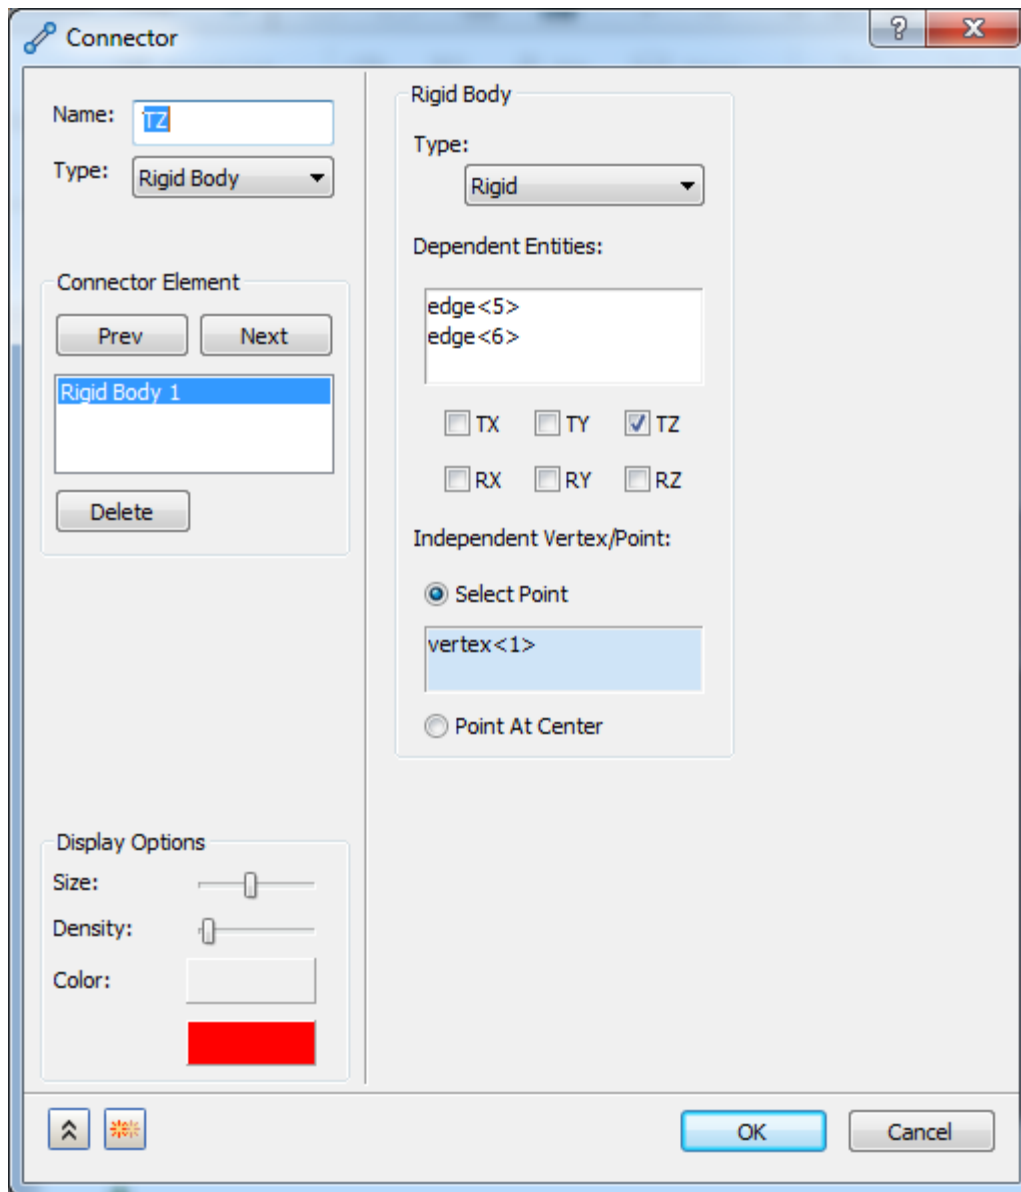 Connector
Name: TZ
Type: Rigid Body
Connector Element
Prev Next
Rigid Body 1
Delete
Display Options
Size:
Density:
Color:
Rigid Body
Type:
Rigid
Dependent Entities:
edge<5>
edge<6>
TX TY TZ
RX RY RZ
Independent Vertex/Point:
Select Point
vertex<1>
Point At Center
OK Cancel